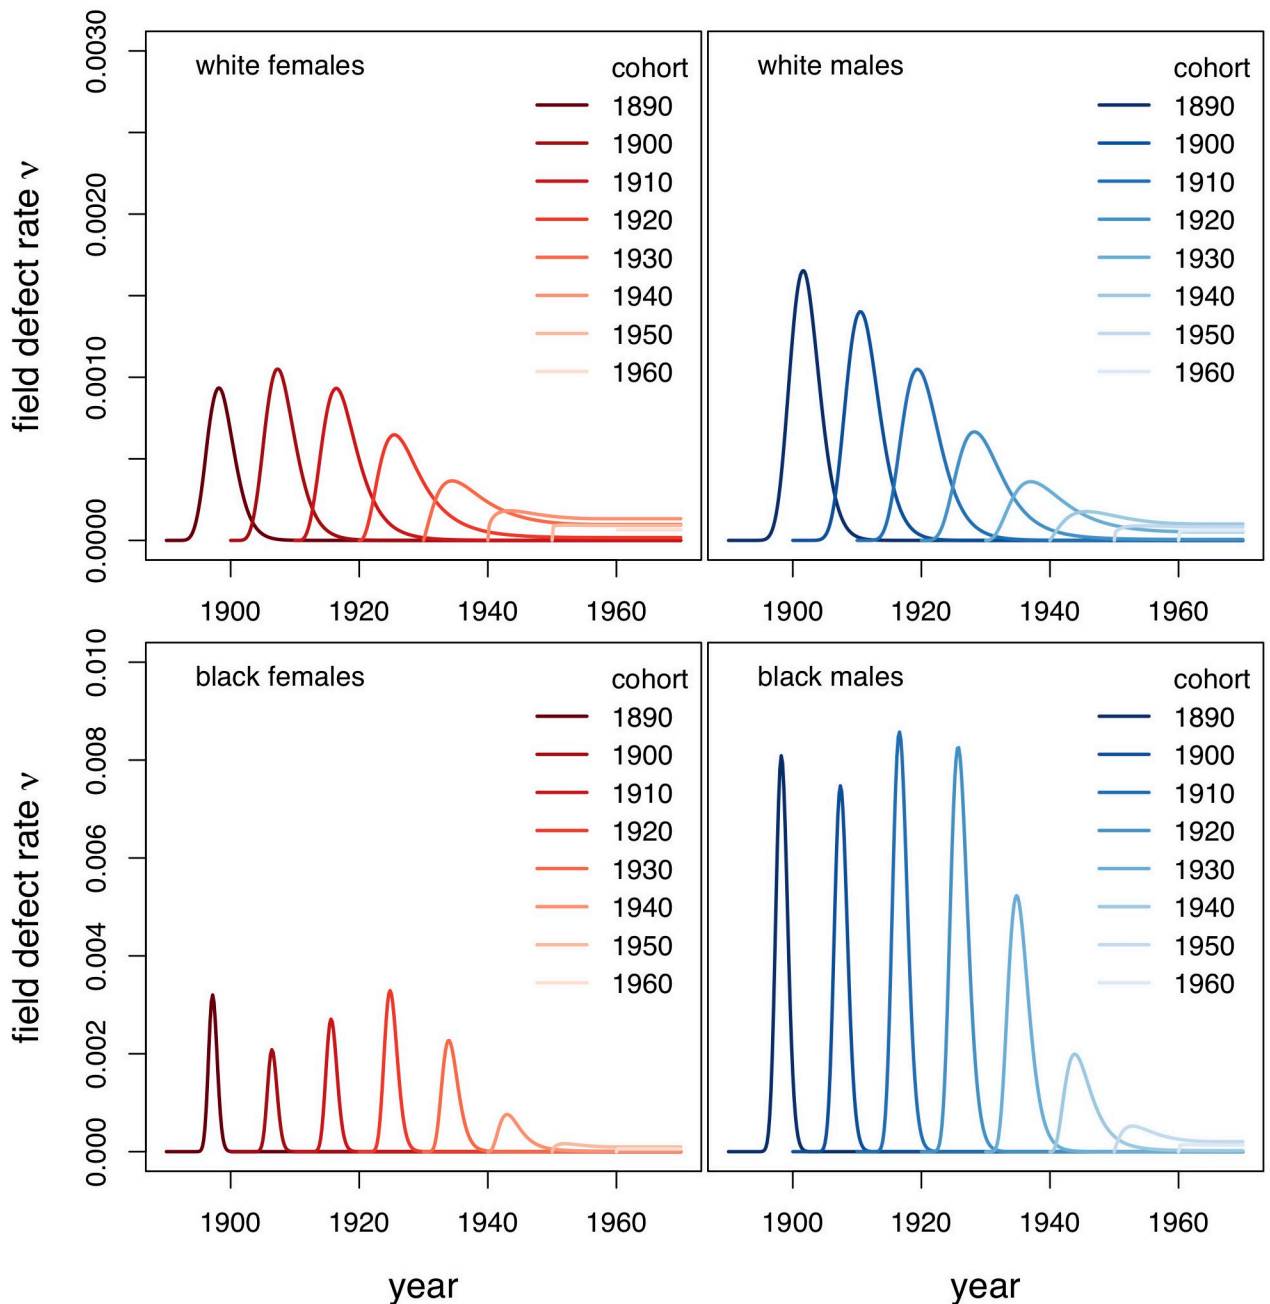 white females
cohort
1890
1900
1910
1920
1930
1940
1950
1960
white males
cohort
1890
1900
1910
1920
1930
1940
1950
1960
field defect rate ν
0.0030
0.0020
0.0010
0.0000
1900 1920 1940 1960
1900 1920 1940 1960
black females
cohort
1890
1900
1910
1920
1930
1940
1950
1960
black males
cohort
1890
1900
1910
1920
1930
1940
1950
1960
field defect rate ν
0.010
0.008
0.006
0.004
0.002
0.000
1900 1920 1940 1960
1900 1920 1940 1960
year
year